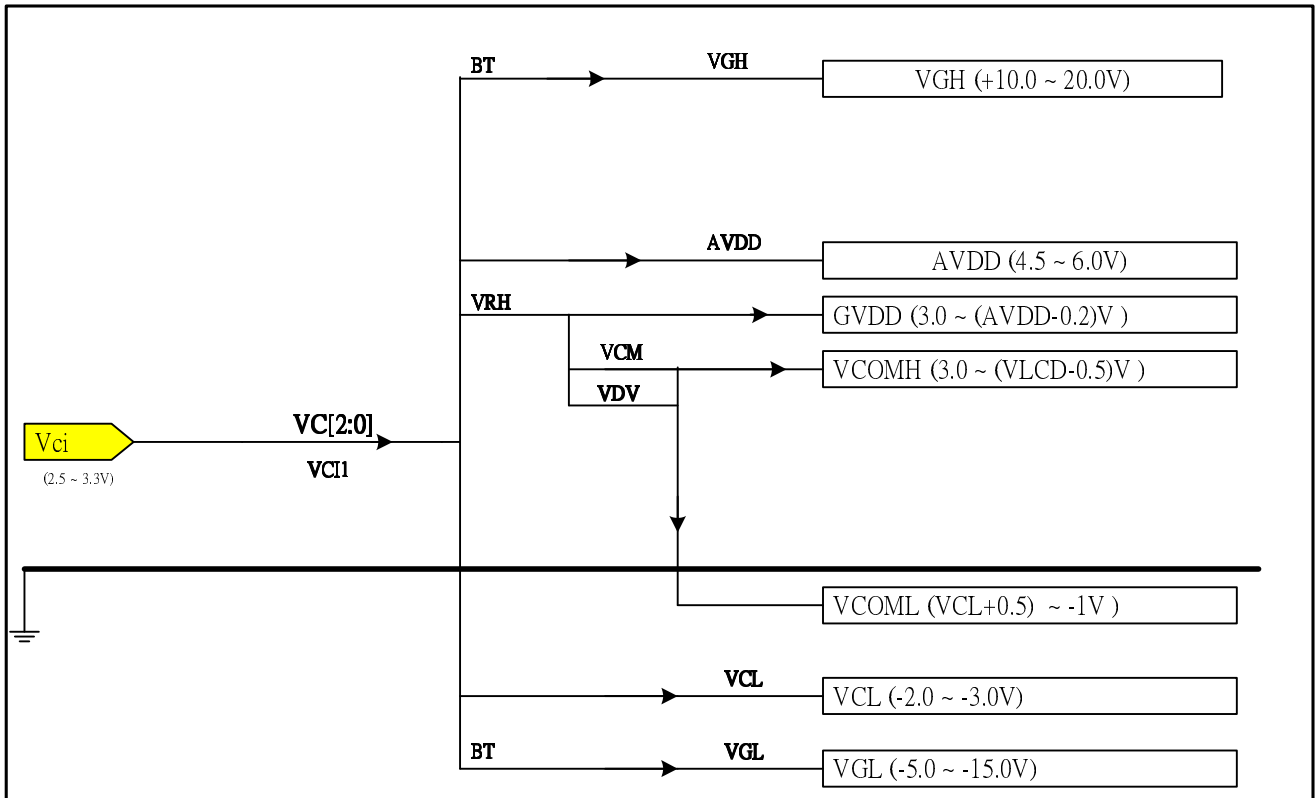 BT
VGH
VGH (+10.0 ~ 20.0V)
AVDD
AVDD (4.5 ~ 6.0V)
VRH
GVDD (3.0 ~ (AVDD-0.2)V )
VCM
VCOMH (3.0 ~ (VLCD-0.5)V )
VDV
Vci
VC[2:0]
(2.5 ~ 3.3V)
VCI1
VCOML (VCL+0.5) ~ -1V )
VCL
VCL (-2.0 ~ -3.0V)
BT
VGL
VGL (-5.0 ~ -15.0V)